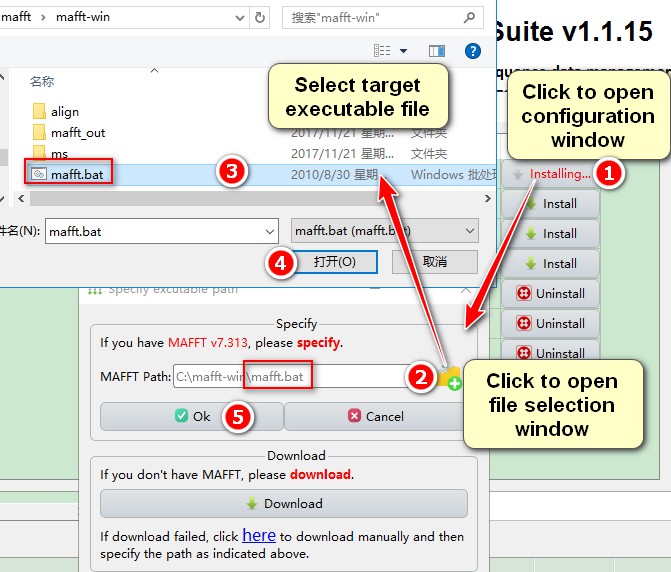 mafft › mafft-win
搜索"mafft-win"
Suite v1.1.15
quence data managemen
名称
Select target
executable file
Click to open
configuration
window
align
mafft_out
2017/11/21 星期... 文件夹
ms
2017/11/21 星期... 文件夹
mafft.bat
3
2010/8/30 星期... Windows 批处
Installing...
1
Install
Install
Install
件名(N):
mafft.bat
mafft.bat (mafft.bat)
4
打开(O)
取消
Uninstall
Uninstall
Uninstall
Specify excutable path
Specify
If you have MAFFT v7.313, please specify.
MAFFT Path:
C:\mafft-win\mafft.bat
2
Click to open
file selection
window
Ok
5
Cancel
Download
If you don't have MAFFT, please download.
Download
If download failed, click here to download manually and then
specify the path as indicated above.